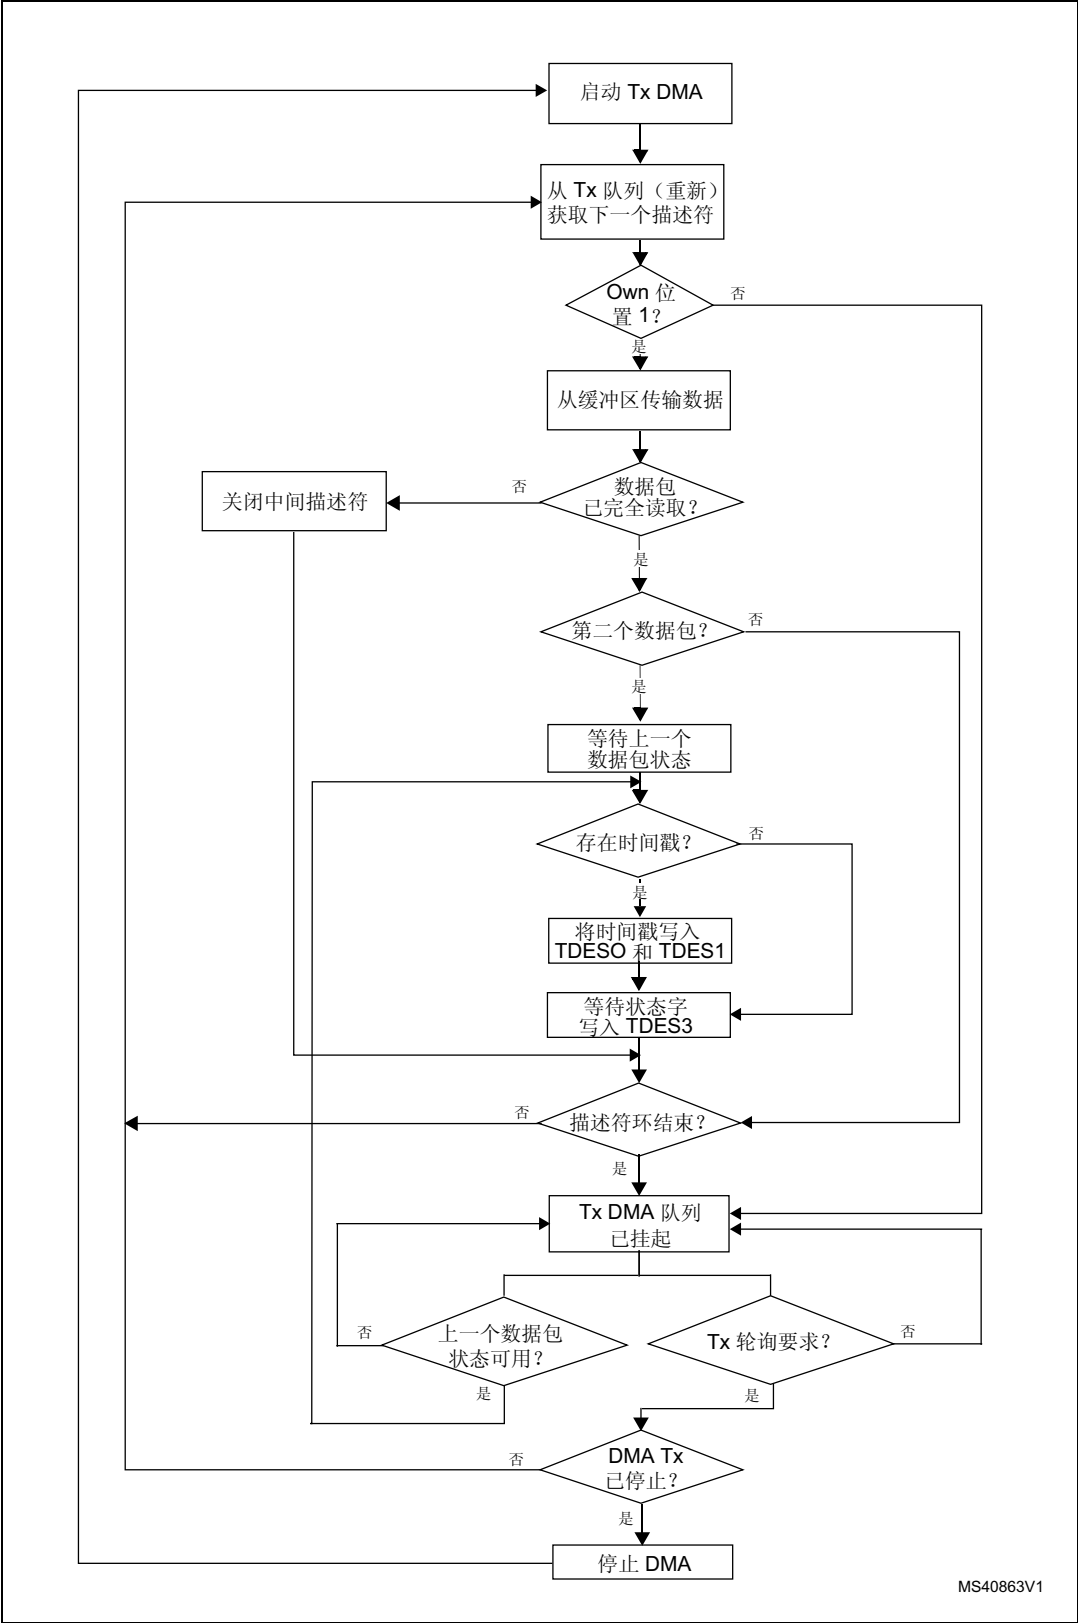 启动 Tx DMA
从 Tx 队列（重新）
获取下一个描述符
Own 位
置 1？
否
是
从缓冲区传输数据
数据包
已完全读取？
否
关闭中间描述符
是
第二个数据包？
否
是
等待上一个
数据包状态
存在时间戳？
否
是
将时间戳写入
TDESO 和 TDES1
等待状态字
写入 TDES3
描述符环结束？
否
是
Tx DMA 队列
已挂起
上一个数据包
状态可用？
否
是
Tx 轮询要求？
否
是
DMA Tx
已停止？
否
是
停止 DMA
MS40863V1